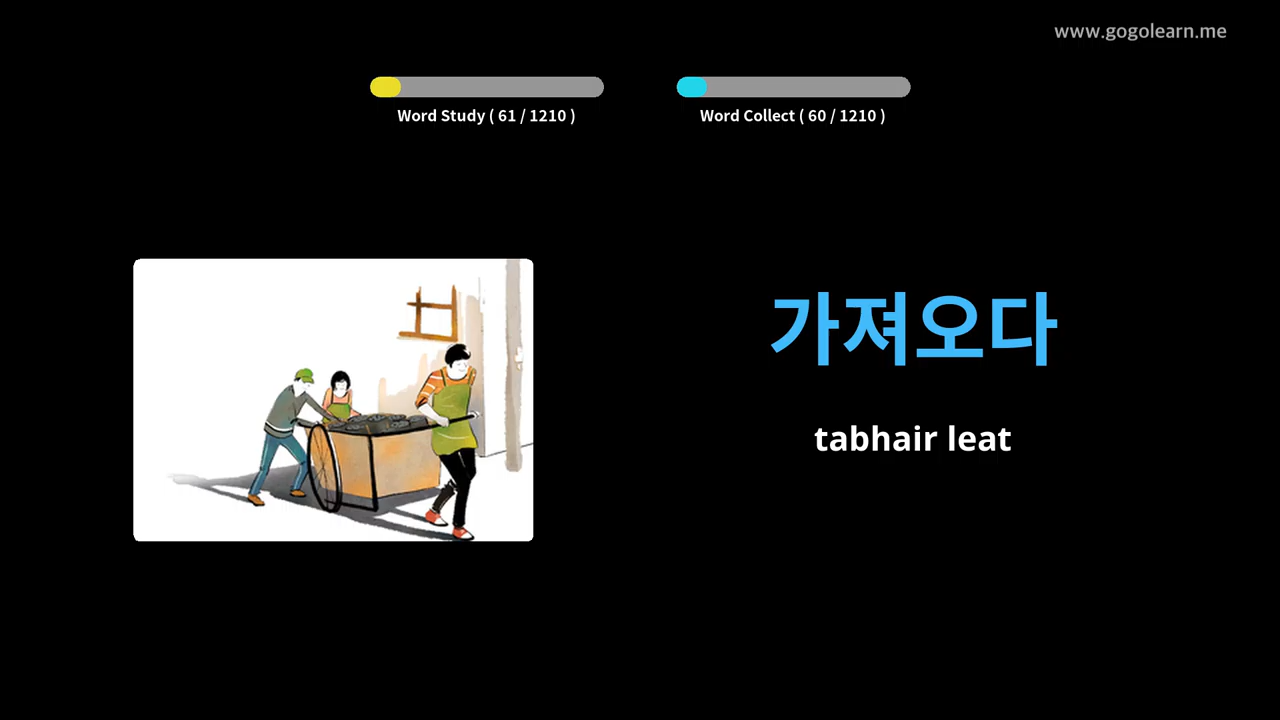 www.gogolearn.me
Word Study ( 61 / 1210 )
Word Collect ( 60 / 1210 )
가져오다
tabhair leat